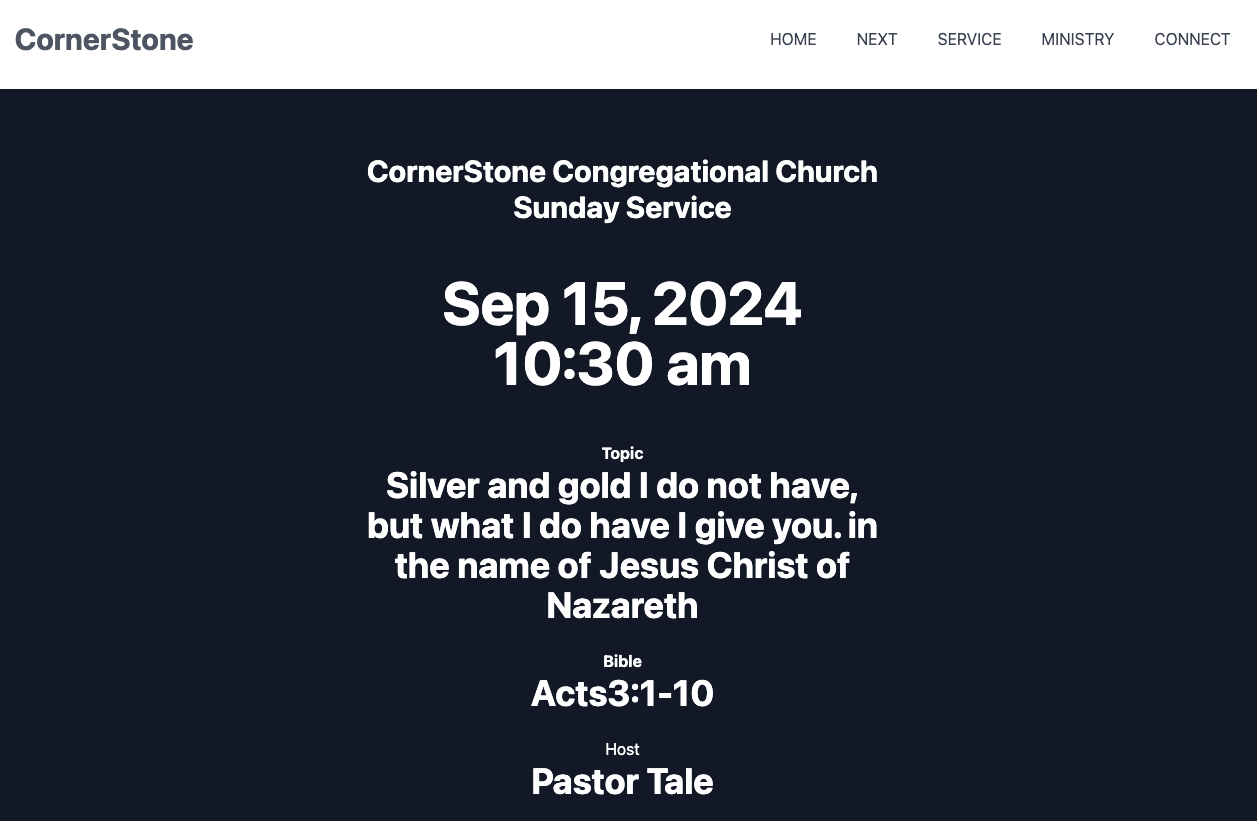 CornerStone
HOME NEXT SERVICE MINISTRY CONNECT
CornerStone Congregational Church
Sunday Service
Sep 15, 2024
10:30 am
Topic
Silver and gold I do not have,
but what I do have I give you. in
the name of Jesus Christ of
Nazareth
Bible
Acts3:1-10
Host
Pastor Tale